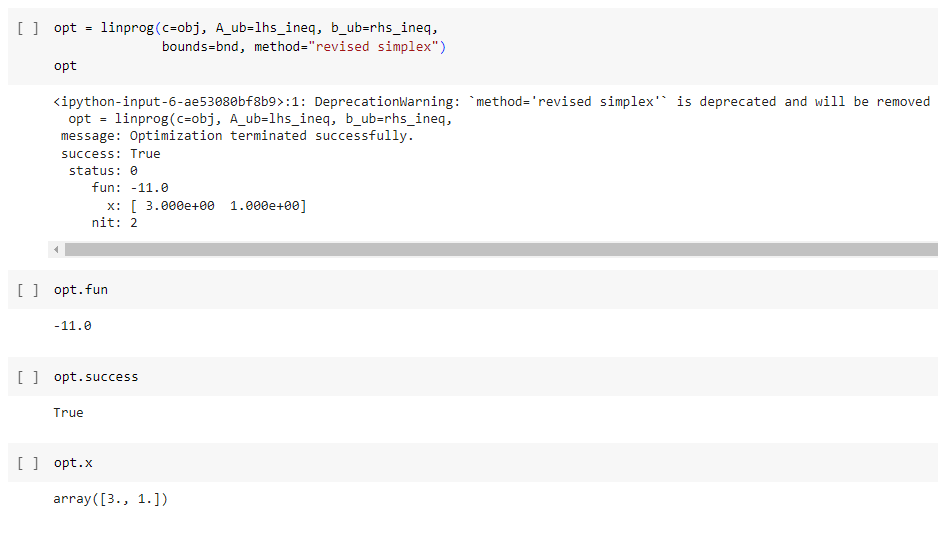 [ ] opt = linprog(c=obj, A_ub=lhs_ineq, b_ub=rhs_ineq,
bounds=bnd, method="revised simplex")
opt
<ipython-input-6-ae53080bf8b9>:1: DeprecationWarning: `method='revised simplex'` is deprecated and will be removed
opt = linprog(c=obj, A_ub=lhs_ineq, b_ub=rhs_ineq,
message: Optimization terminated successfully.
success: True
status: 0
fun: -11.0
x: [ 3.000e+00 1.000e+00]
nit: 2
[ ] opt.fun
-11.0
[ ] opt.success
True
[ ] opt.x
array([3., 1.])